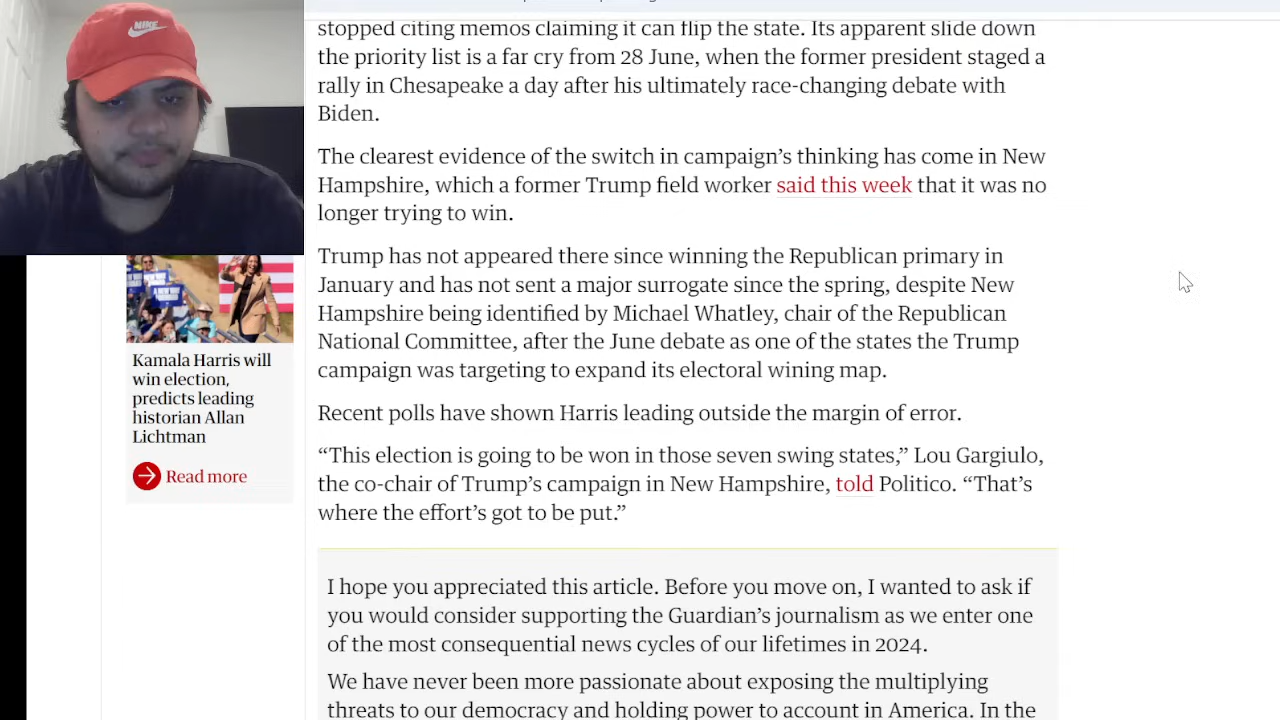 NIKE
stopped citing memos claiming it can flip the state. Its apparent slide down
the priority list is a far cry from 28 June, when the former president staged a
rally in Chesapeake a day after his ultimately race-changing debate with
Biden.
The clearest evidence of the switch in campaign’s thinking has come in New
Hampshire, which a former Trump field worker said this week that it was no
longer trying to win.
Trump has not appeared there since winning the Republican primary in
January and has not sent a major surrogate since the spring, despite New
Hampshire being identified by Michael Whatley, chair of the Republican
National Committee, after the June debate as one of the states the Trump
campaign was targeting to expand its electoral wining map.
Recent polls have shown Harris leading outside the margin of error.
“This election is going to be won in those seven swing states,” Lou Gargiulo,
the co-chair of Trump’s campaign in New Hampshire, told Politico. “That’s
where the effort’s got to be put.”
Kamala Harris will
win election,
predicts leading
historian Allan
Lichtman
Read more
I hope you appreciated this article. Before you move on, I wanted to ask if
you would consider supporting the Guardian’s journalism as we enter one
of the most consequential news cycles of our lifetimes in 2024.
We have never been more passionate about exposing the multiplying
threats to our democracy and holding power to account in America. In the